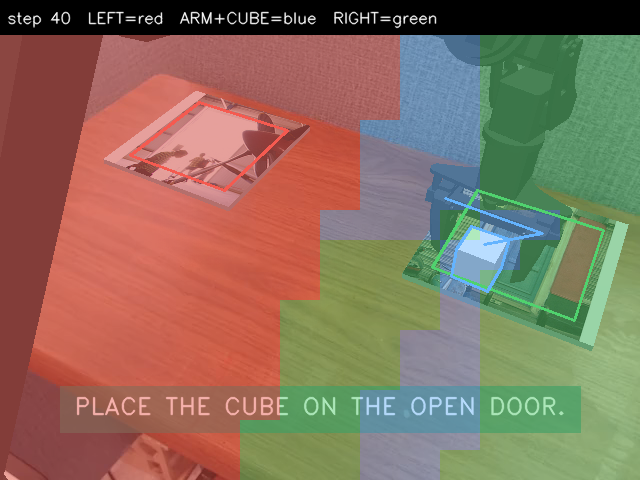 step 40 LEFT=red ARM+CUBE=blue RIGHT=green
PLACE THE CUBE ON THE OPEN DOOR.